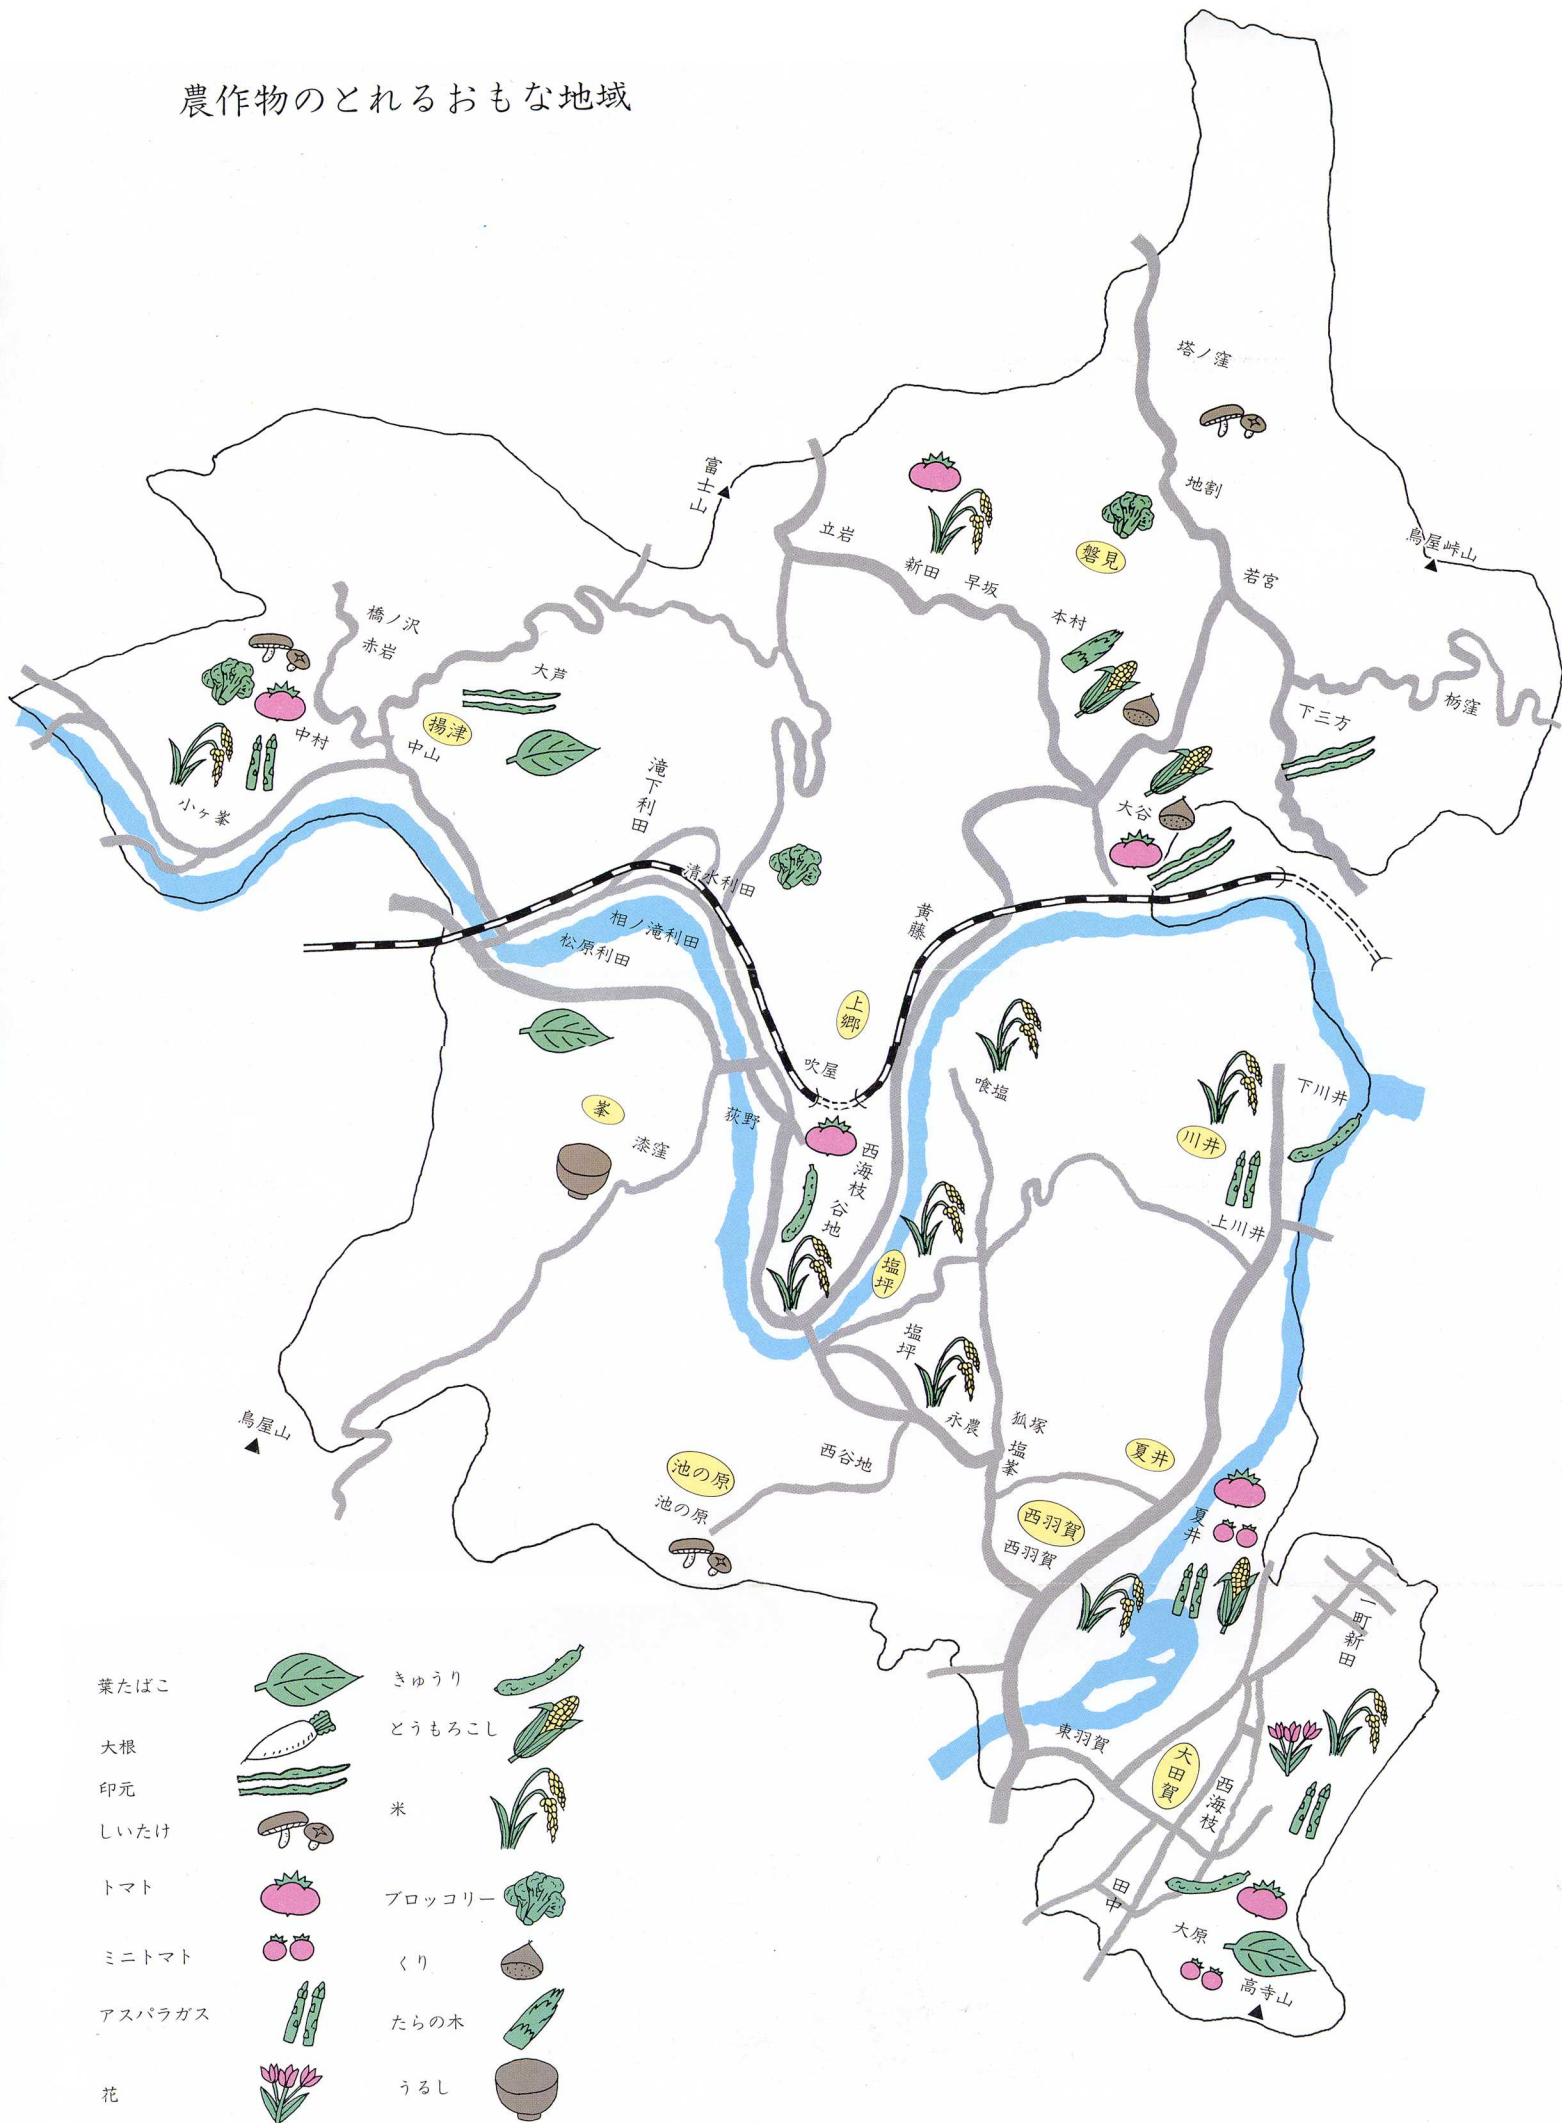 農作物のとれるおもな地域
塔ノ窪
富士山
地割
立岩
鳥屋峠山
磐見
新田
早坂
若宮
橋ノ沢
赤岩
本村
大芦
栃窪
下三方
揚津
中村
中山
滝下利田
小ヶ峯
大谷
清水利田
相ノ滝利田
松原利田
黄藤
上郷
吹屋
喰塩
下川井
峯
荻野
漆窪
川井
西海枝
谷地
上川井
塩坪
塩坪
鳥屋山
永農
狐塚
塩峯
夏井
西谷地
池の原
池の原
西羽賀
西羽賀
夏井
一町新田
東羽賀
大田賀
西海枝
田中
大原
高寺山
葉たばこ
大根
印元
しいたけ
トマト
ミニトマト
アスパラガス
花
きゅうり
とうもろこし
米
ブロッコリー
くり
たらの木
うるし